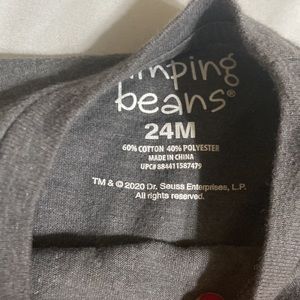 jumping
beans®
24M
60% COTTON 40% POLYESTER
MADE IN CHINA
UPC# 884411587479
TM & © 2020 Dr. Seuss Enterprises, L.P.
All rights reserved.